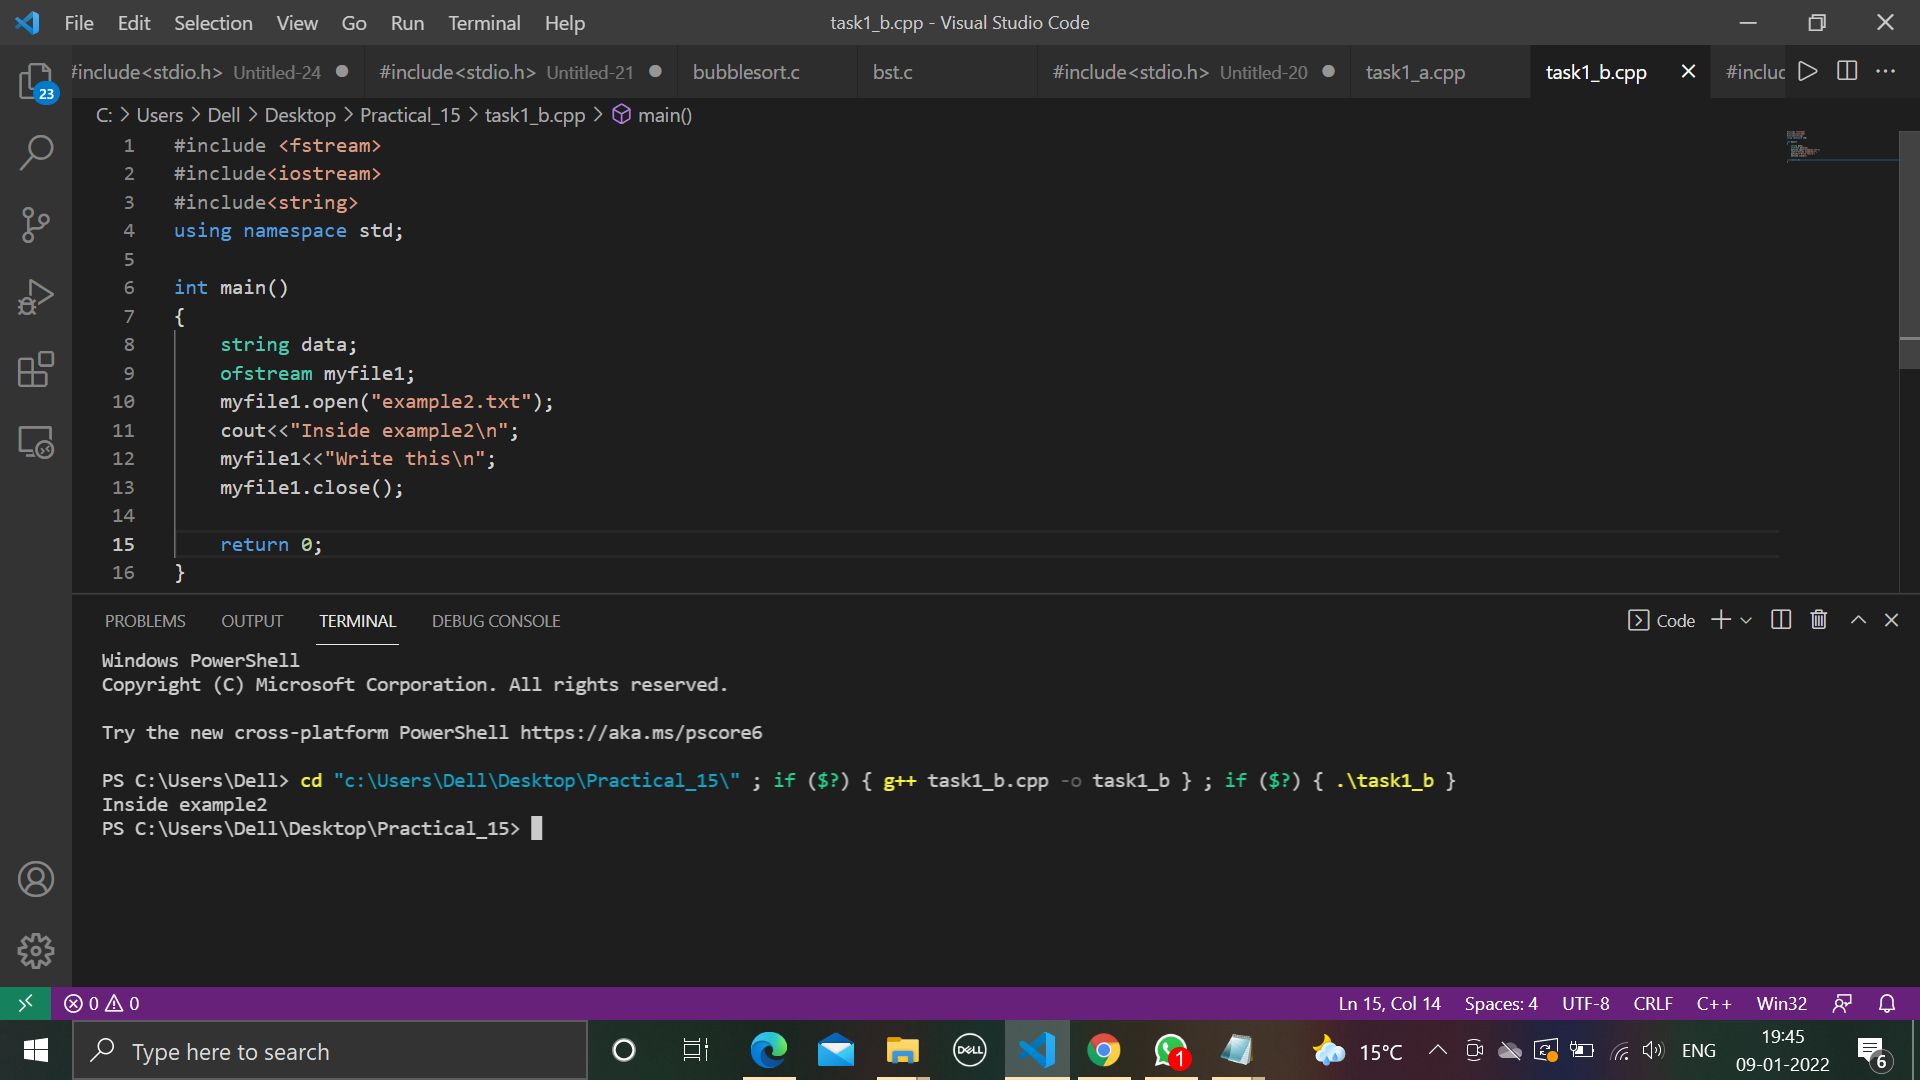 File Edit Selection View Go Run Terminal Help
task1_b.cpp - Visual Studio Code
#include<stdio.h> Untitled-24
#include<stdio.h> Untitled-21
bubblesort.c
bst.c
#include<stdio.h> Untitled-20
task1_a.cpp
task1_b.cpp
#incluc
23
C: > Users > Dell > Desktop > Practical_15 > task1_b.cpp > main()
1 #include <fstream>
2 #include<iostream>
3 #include<string>
4 using namespace std;
5
6 int main()
7 {
8 string data;
9 ofstream myfile1;
10 myfile1.open("example2.txt");
11 cout<<"Inside example2\n";
12 myfile1<<"Write this\n";
13 myfile1.close();
14
15 return 0;
16 }
PROBLEMS OUTPUT TERMINAL DEBUG CONSOLE
Code
Windows PowerShell
Copyright (C) Microsoft Corporation. All rights reserved.
Try the new cross-platform PowerShell https://aka.ms/pscore6
PS C:\Users\Dell> cd "c:\Users\Dell\Desktop\Practical_15\" ; if ($?) { g++ task1_b.cpp -o task1_b } ; if ($?) { .\task1_b }
Inside example2
PS C:\Users\Dell\Desktop\Practical_15>
0 0
Ln 15, Col 14 Spaces: 4 UTF-8 CRLF C++ Win32
Type here to search
DELL
1
15°C
ENG
19:45
09-01-2022
6